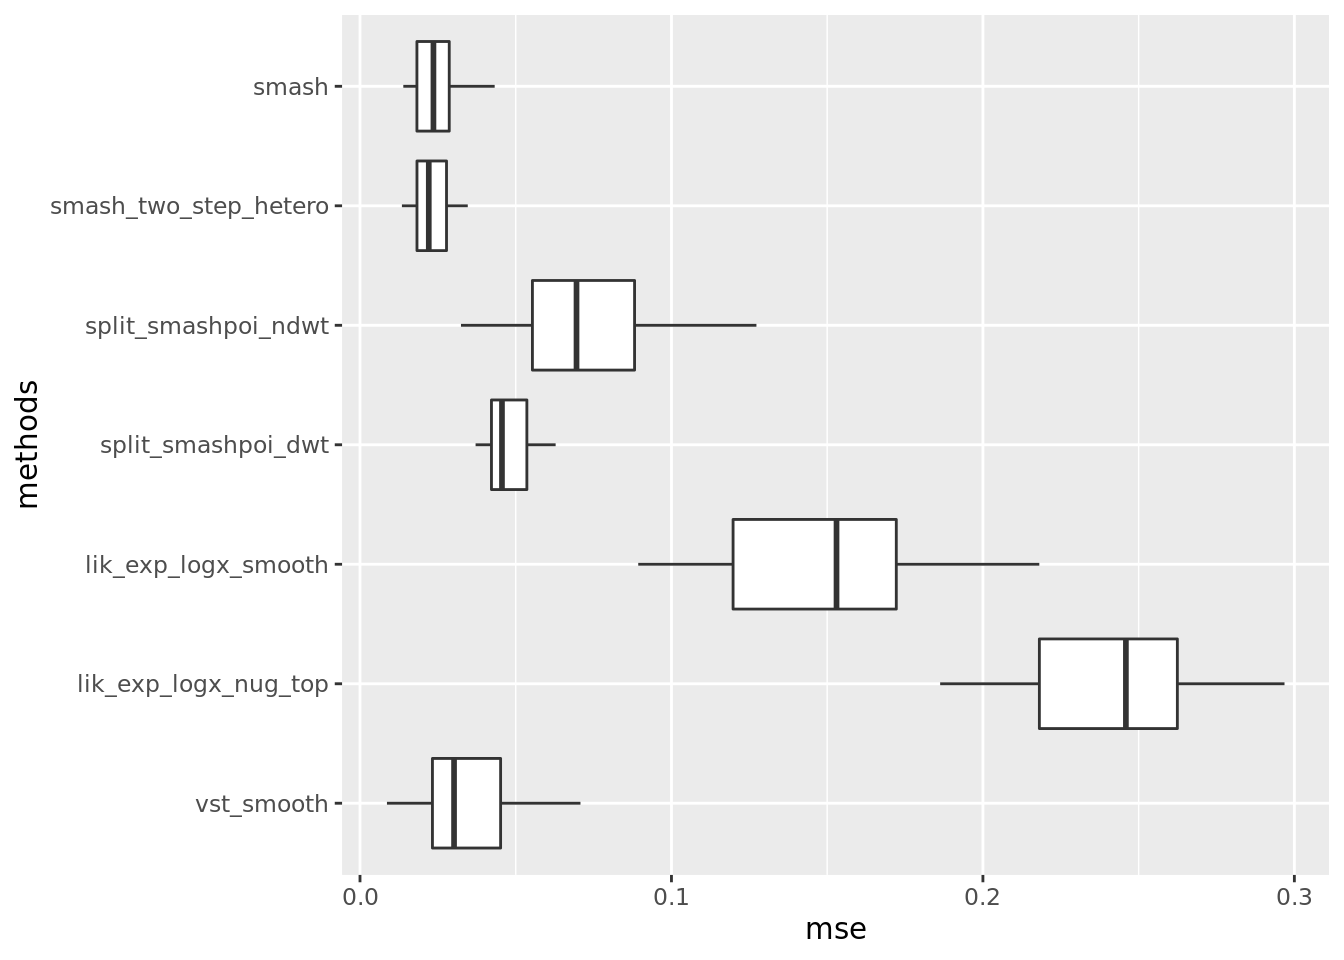 methods
smash
smash_two_step_hetero
split_smashpoi_ndwt
split_smashpoi_dwt
lik_exp_logx_smooth
lik_exp_logx_nug_top
vst_smooth
0.0 0.1 0.2 0.3
mse